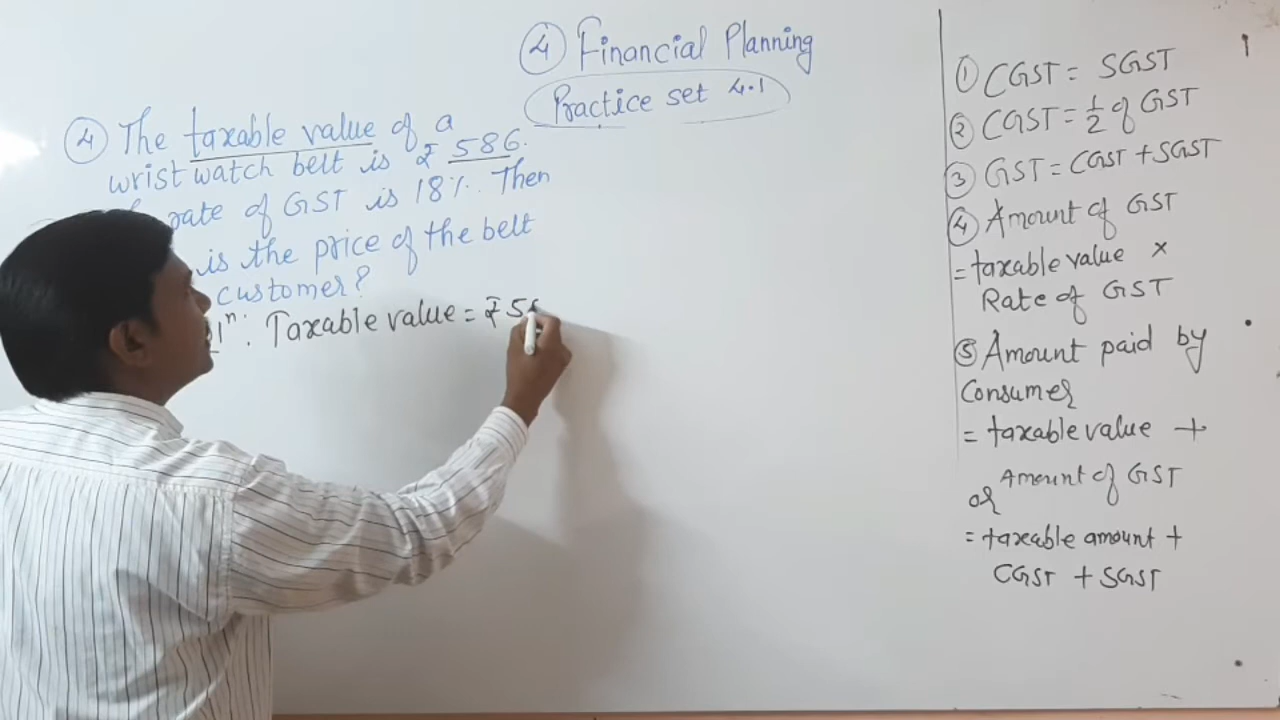 ④ Financial Planning
Practice set 4.1
④ The taxable value of a
wrist watch belt is ₹ 586.
rate of GST is 18%. Then
is the price of the belt
customer?
Taxable value = ₹ 58
① CGST = SGST
② CGST = ½ of GST
③ GST = CGST + SGST
④ Amount of GST
= taxable value ×
Rate of GST
⑤ Amount paid by
Consumer
= taxable value +
Amount of GST
or
= taxable amount +
CGST + SGST